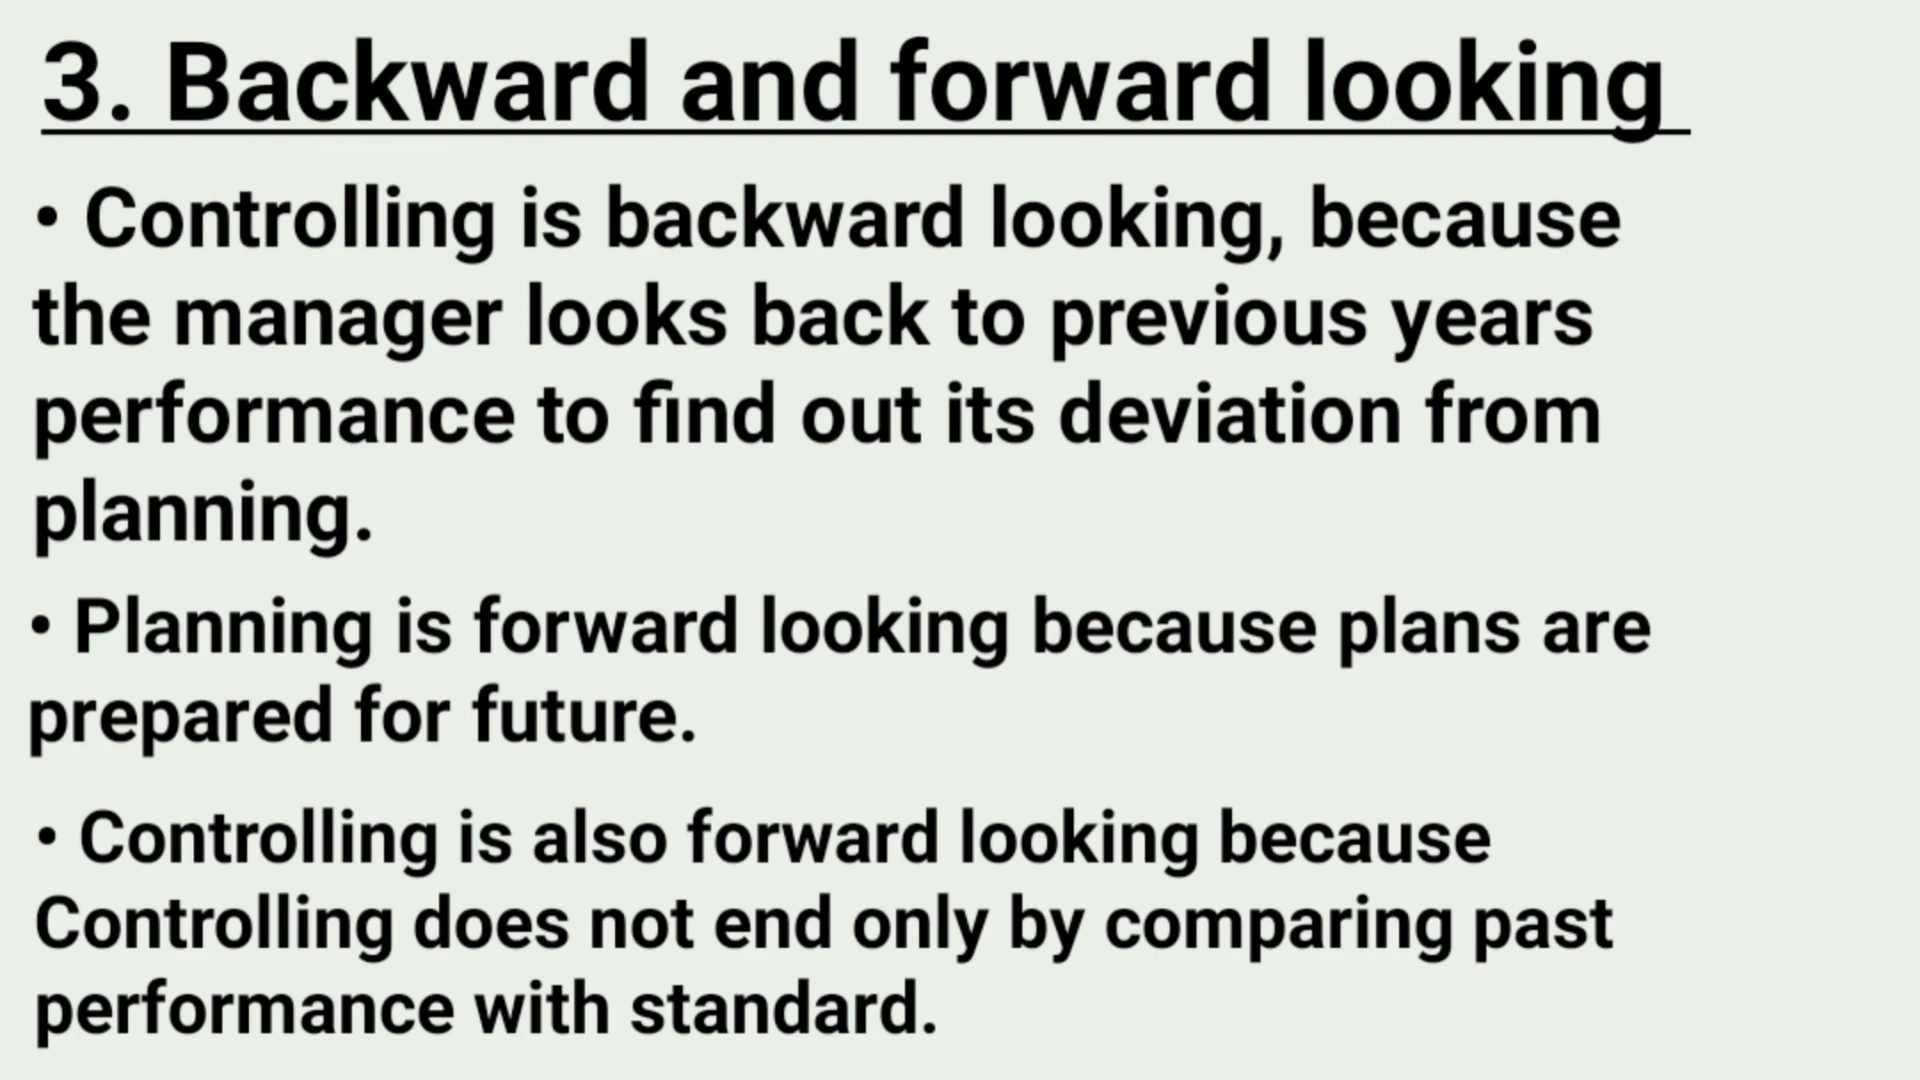 3. Backward and forward looking
• Controlling is backward looking, because
the manager looks back to previous years
performance to find out its deviation from
planning.
• Planning is forward looking because plans are
prepared for future.
• Controlling is also forward looking because
Controlling does not end only by comparing past
performance with standard.